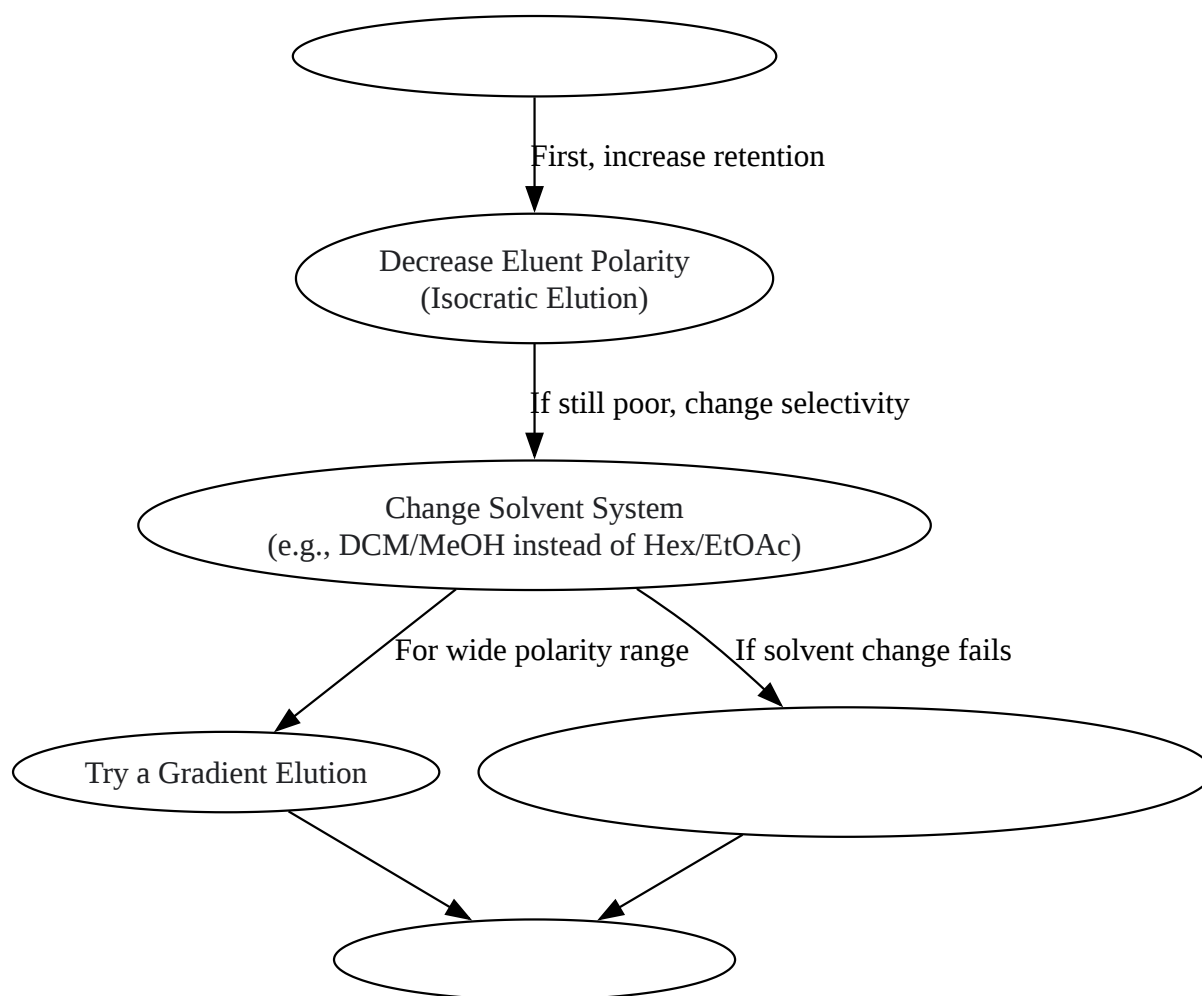 First, increase retention
Decrease Eluent Polarity
(Isocratic Elution)
If still poor, change selectivity
Change Solvent System
(e.g., DCM/MeOH instead of Hex/EtOAc)
For wide polarity range
If solvent change fails
Try a Gradient Elution